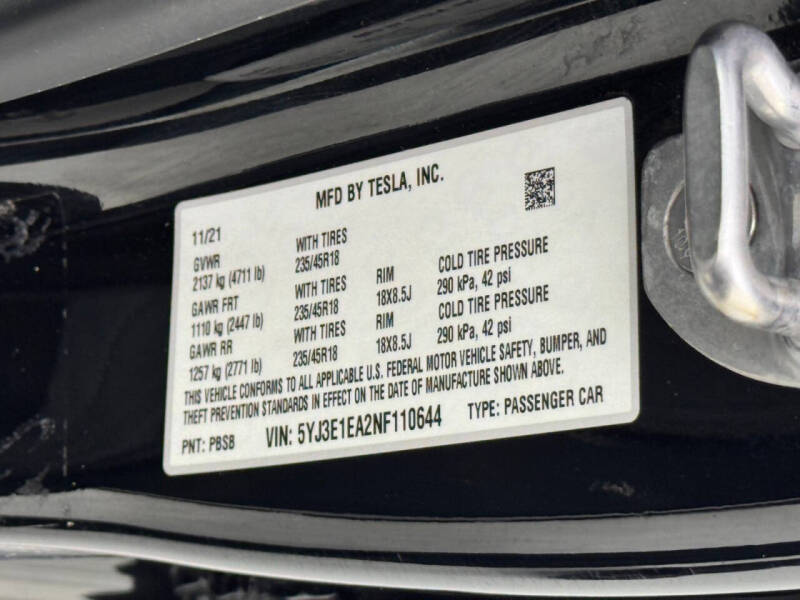 MFD BY TESLA, INC.
11/21
GVWR WITH TIRES
2137 kg (4711 lb) 235/45R18 RIM COLD TIRE PRESSURE
GAWR FRT WITH TIRES 18X8.5J 290 kPa, 42 psi
1110 kg (2447 lb) 235/45R18 RIM COLD TIRE PRESSURE
GAWR RR WITH TIRES 18X8.5J 290 kPa, 42 psi
1257 kg (2771 lb) 235/45R18
THIS VEHICLE CONFORMS TO ALL APPLICABLE U.S. FEDERAL MOTOR VEHICLE SAFETY, BUMPER, AND
THEFT PREVENTION STANDARDS IN EFFECT ON THE DATE OF MANUFACTURE SHOWN ABOVE.
PNT: PBSB VIN: 5YJ3E1EA2NF110644 TYPE: PASSENGER CAR